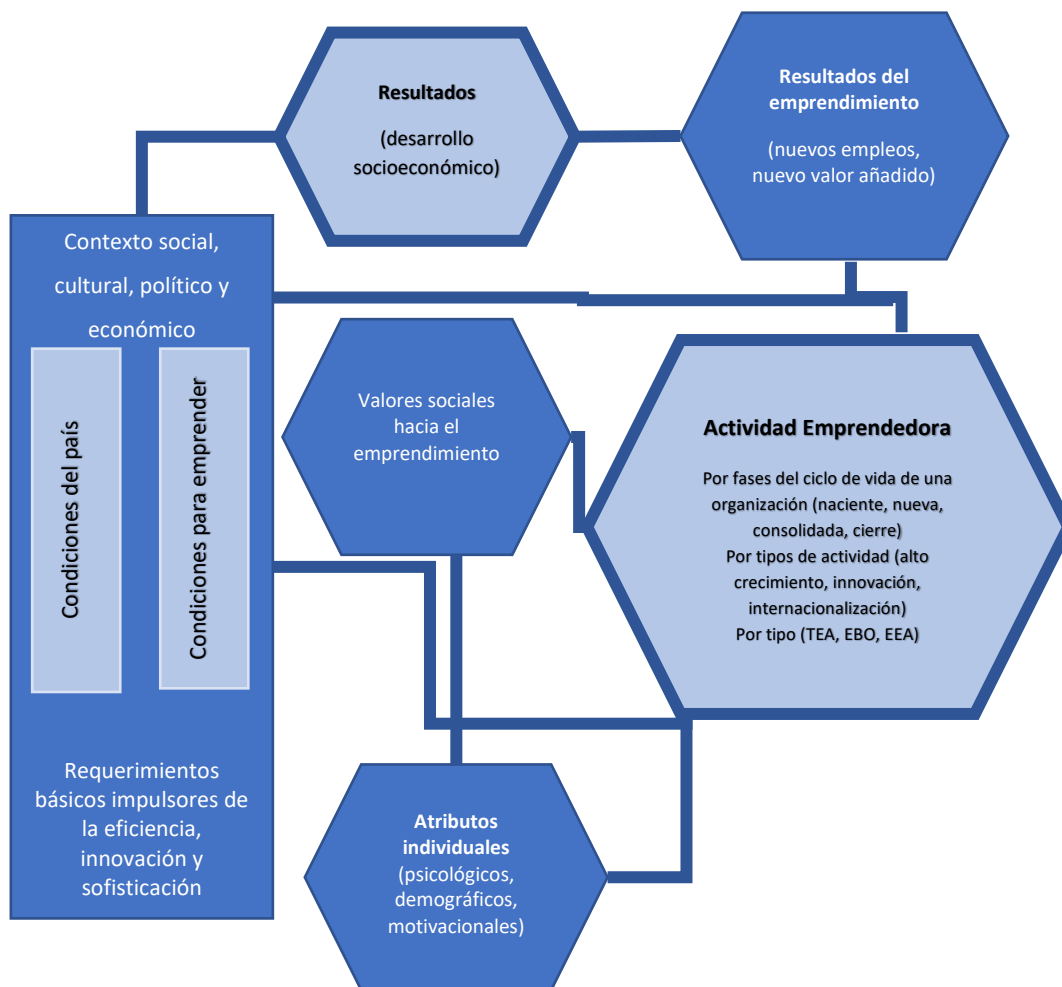 Resultados
(desarrollo
socioeconómico)
Resultados del
emprendimiento
(nuevos empleos,
nuevo valor añadido)
Contexto social,
cultural, político y
económico
Condiciones del país
Condiciones para emprender
Requerimientos
básicos impulsores de
la eficiencia,
innovación y
sofisticación
Valores sociales
hacia el
emprendimiento
Actividad Emprendedora
Por fases del ciclo de vida de una
organización (naciente, nueva,
consolidada, cierre)
Por tipos de actividad (alto
crecimiento, innovación,
internacionalización)
Por tipo (TEA, EBO, EEA)
Atributos
individuales
(psicológicos,
demográficos,
motivacionales)